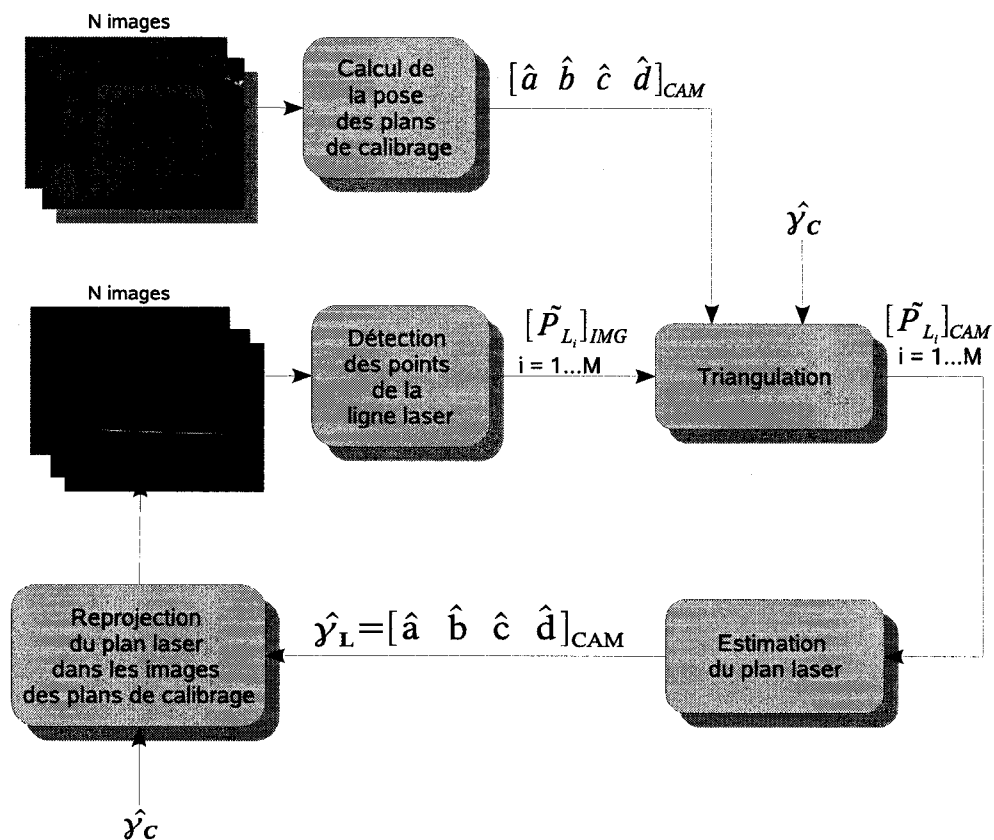 N images
Calcul de
la pose
des plans
de calibrage
[â b̂ ĉ d̂]CAM
γ̂C
N images
Détection
des points
de la
ligne laser
[P̃Li]IMG
i = 1...M
Triangulation
[P̃Li]CAM
i = 1...M
Reprojection
du plan laser
dans les images
des plans de calibrage
γ̂L=[â b̂ ĉ d̂]CAM
Estimation
du plan laser
γ̂C